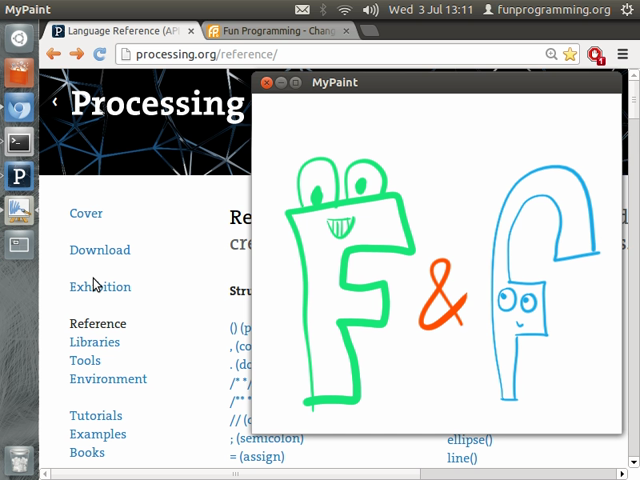 MyPaint
Wed 3 Jul 13:11
funprogramming.org
Language Reference (API
Fun Programming - Chang
processing.org/reference/
1
Processing
MyPaint
F & f
Cover
Download
Exhibition
Reference
Libraries
Tools
Environment
Tutorials
Examples
Books
Re
cre
Stru
() (p
, (co
. (do
/* */
/** **
// (c
; (semicolon)
= (assign)
d
s.
ellipse()
line()
P